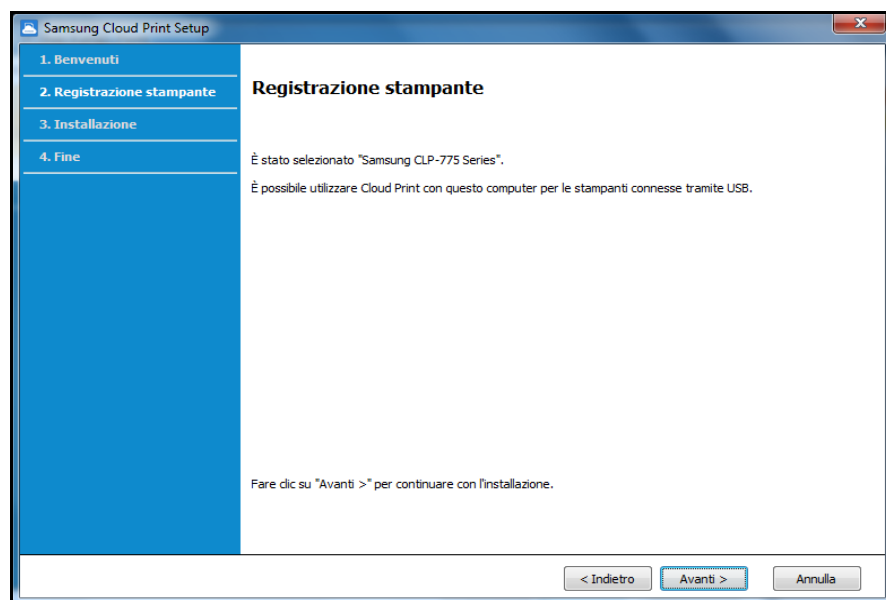 Samsung Cloud Print Setup
1. Benvenuti
2. Registrazione stampante
3. Installazione
4. Fine
Registrazione stampante
È stato selezionato "Samsung CLP-775 Series".
È possibile utilizzare Cloud Print con questo computer per le stampanti connesse tramite USB.
Fare clic su "Avanti >" per continuare con l'installazione.
< Indietro
Avanti >
Annulla